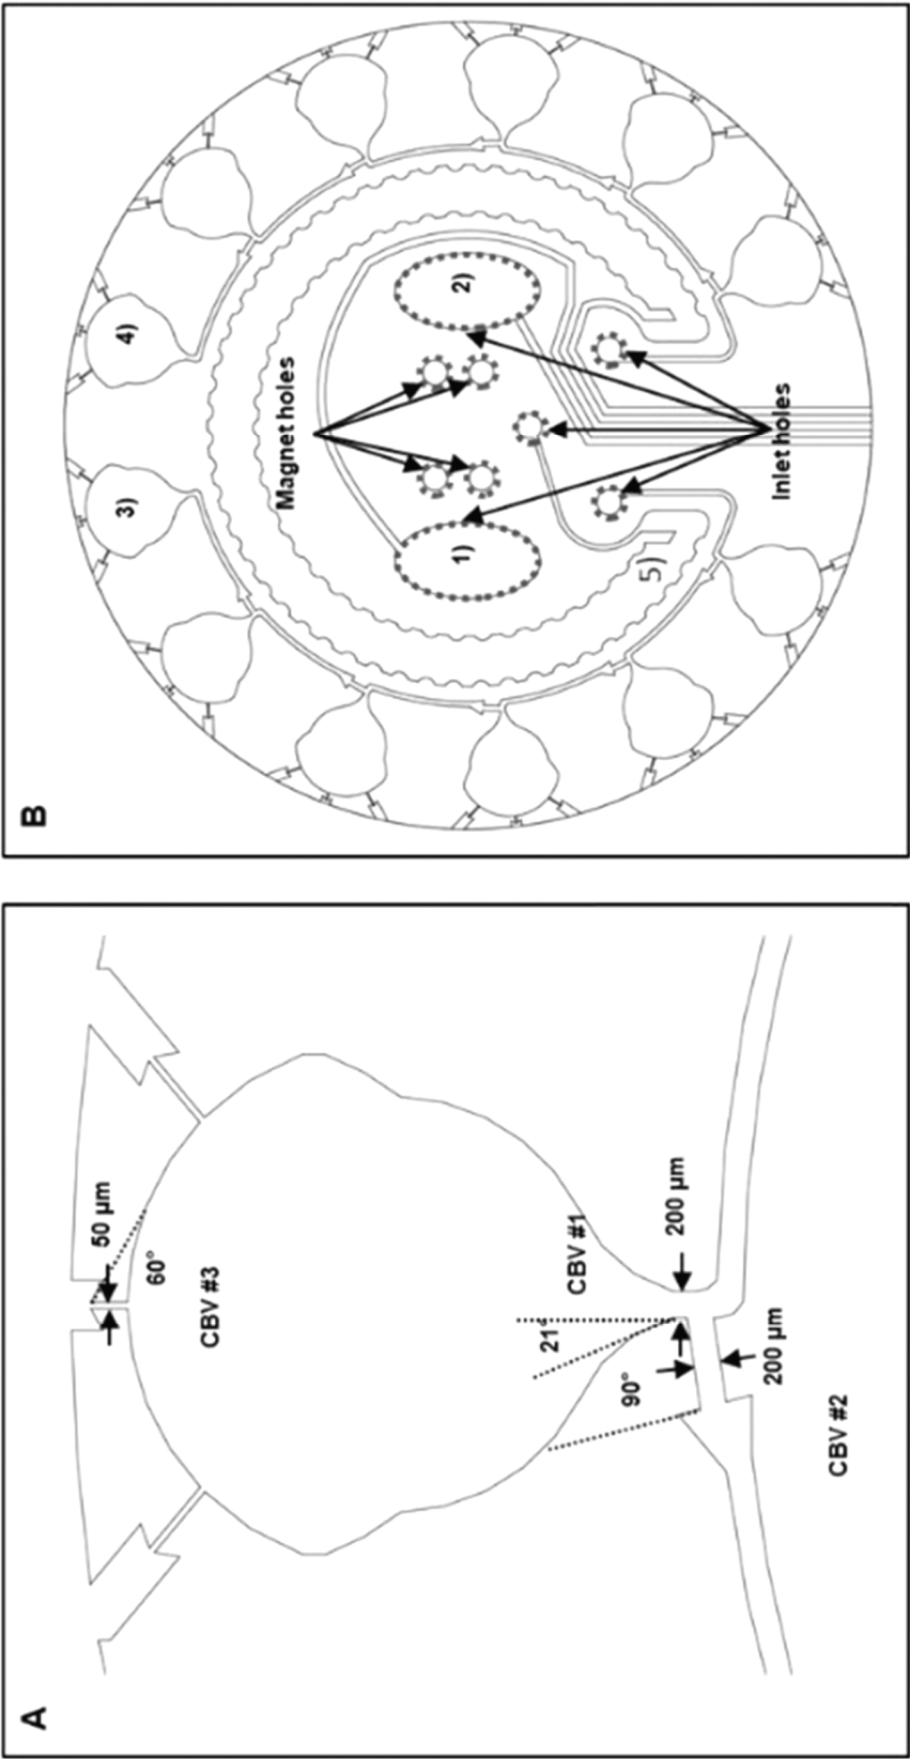 A
50 µm
60°
CBV #3
CBV #1
21°
90°
200 µm
200 µm
CBV #2
B
4)
3)
Magnet holes
2)
1)
5)
Inlet holes